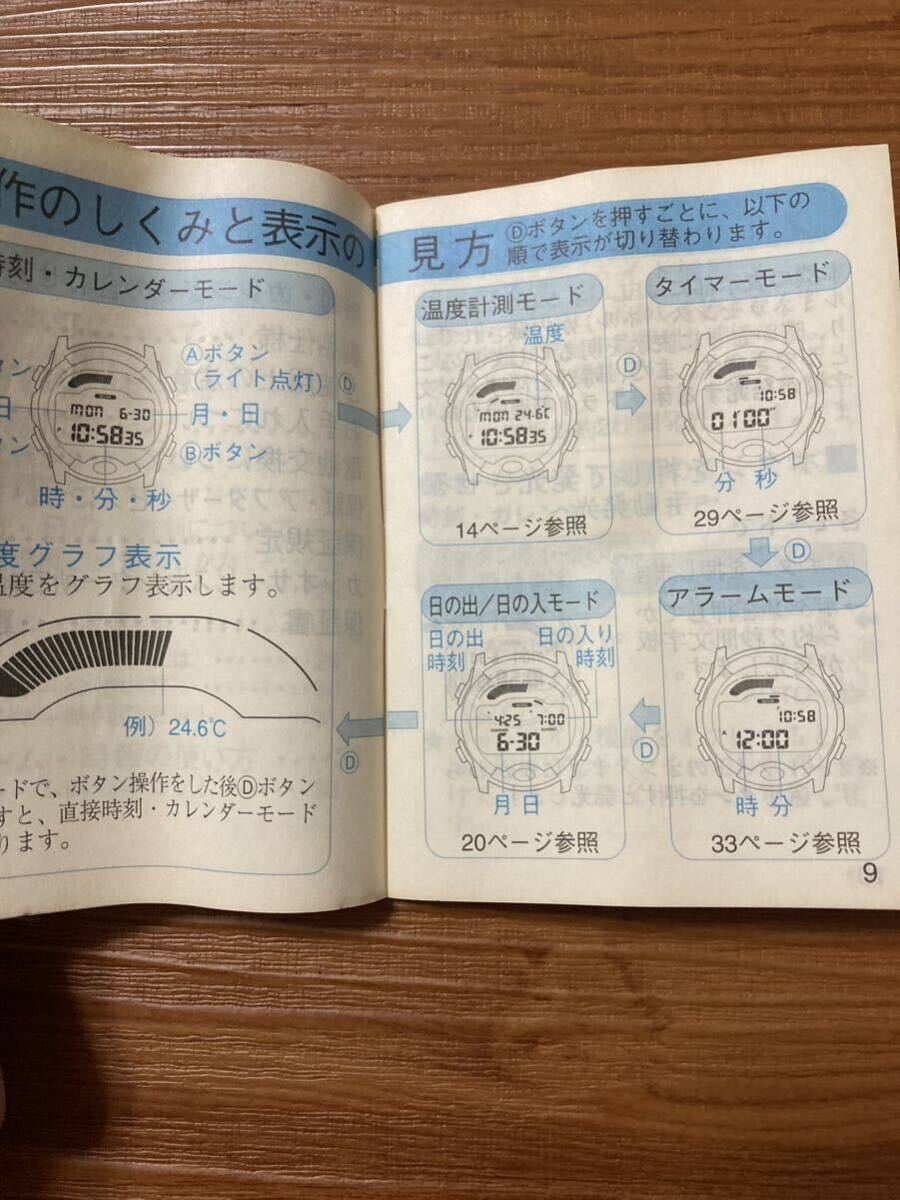 作のしくみと表示の
時刻・カレンダーモード
Ⓐボタン
(ライト点灯)
Ⓓ
タン
日
MON 6-30
10:58 35
月・日
Ⓑボタン
タン
時・分・秒
度グラフ表示
温度をグラフ表示します。
例) 24.6℃
ードで、ボタン操作をした後Ⓓボタン
すと、直接時刻・カレンダーモード
ります。
見方
Ⓓボタンを押すごとに、以下の
順で表示が切り替わります。
温度計測モード
温度
MON 24.6C
10:58 35
14ページ参照
Ⓓ
タイマーモード
10:58
01'00"
分 秒
29ページ参照
Ⓓ
アラームモード
10:58
12:00
時 分
33ページ参照
Ⓓ
日の出/日の入モード
日の出
時刻
日の入り
時刻
4:25 7:00
6-30
月 日
20ページ参照
Ⓓ
9